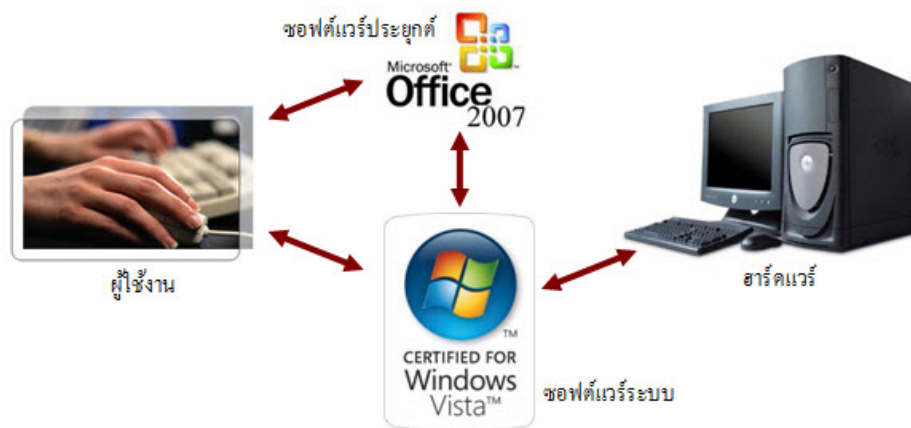 ซอฟต์แวร์ประยุกต์
Microsoft
Office
2007
ผู้ใช้งาน
ฮาร์ดแวร์
TM
CERTIFIED FOR
Windows
Vista™
ซอฟต์แวร์ระบบ